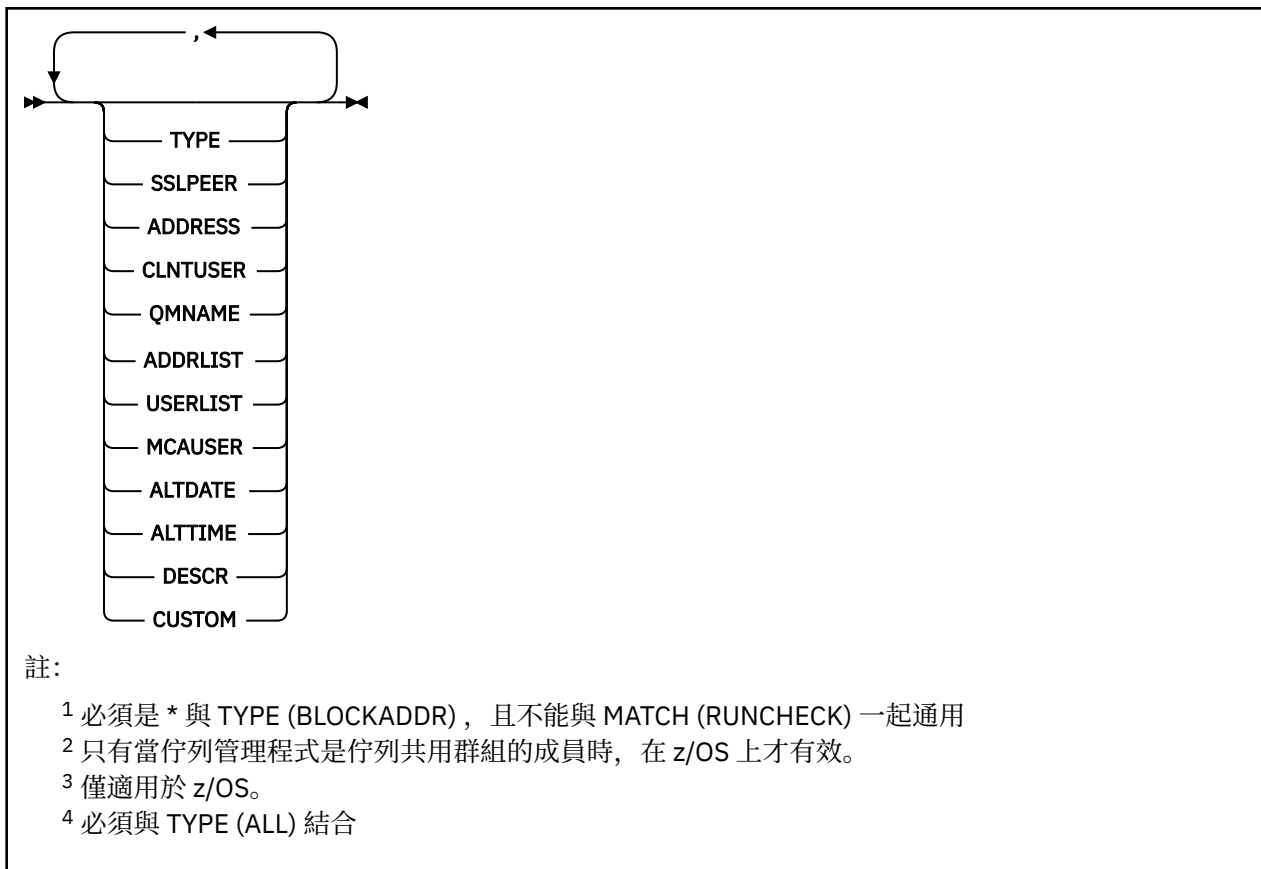 ,
TYPE
SSLPEER
ADDRESS
CLNTUSER
QMNAME
ADDRLIST
USERLIST
MCAUSER
ALTDATE
ALTTIME
DESCR
CUSTOM
註：
1 必須是 * 與 TYPE (BLOCKADDR) ，且不能與 MATCH (RUNCHECK) 一起通用
2 只有當佇列管理程式是佇列共用群組的成員時，在 z/OS 上才有效。
3 僅適用於 z/OS。
4 必須與 TYPE (ALL) 結合